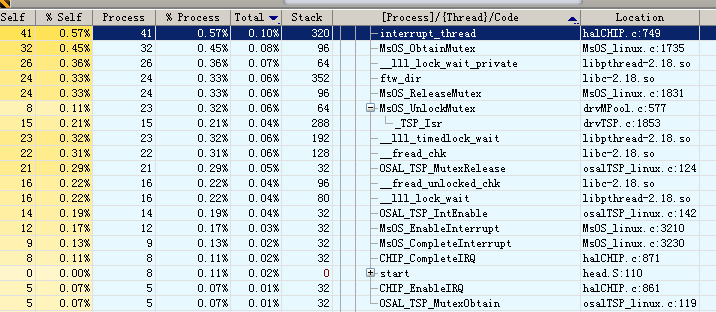 Self % Self Process % Process Total Stack [Process]/{Thread}/Code Location
41 0.57% 41 0.57% 0.10% 320 interrupt_thread halCHIP.c:749
32 0.45% 32 0.45% 0.08% 96 MsOS_ObtainMutex MsOS_linux.c:1735
26 0.36% 26 0.36% 0.07% 64 __lll_lock_wait_private libpthread-2.18.so
24 0.33% 24 0.33% 0.06% 352 ftw_dir libc-2.18.so
24 0.33% 24 0.33% 0.06% 96 MsOS_ReleaseMutex MsOS_linux.c:1831
8 0.11% 23 0.32% 0.06% 64 MsOS_UnlockMutex drvMPool.c:577
15 0.21% 15 0.21% 0.04% 288 _TSP_Isr drvTSP.c:1853
23 0.32% 23 0.32% 0.06% 192 __lll_timedlock_wait libpthread-2.18.so
22 0.31% 22 0.31% 0.06% 128 __fread_chk libc-2.18.so
21 0.29% 21 0.29% 0.05% 32 OSAL_TSP_MutexRelease osalTSP_linux.c:124
16 0.22% 16 0.22% 0.04% 96 __fread_unlocked_chk libc-2.18.so
16 0.22% 16 0.22% 0.04% 80 __lll_lock_wait libpthread-2.18.so
14 0.19% 14 0.19% 0.04% 32 OSAL_TSP_IntEnable osalTSP_linux.c:142
12 0.17% 12 0.17% 0.03% 32 MsOS_EnableInterrupt MsOS_linux.c:3210
9 0.13% 9 0.13% 0.02% 32 MsOS_CompleteInterrupt MsOS_linux.c:3230
8 0.11% 8 0.11% 0.02% 32 CHIP_CompleteIRQ halCHIP.c:871
0 0.00% 8 0.11% 0.02% 0 start head.S:110
5 0.07% 5 0.07% 0.01% 32 CHIP_EnableIRQ halCHIP.c:861
5 0.07% 5 0.07% 0.01% 32 OSAL_TSP_MutexObtain osalTSP_linux.c:119